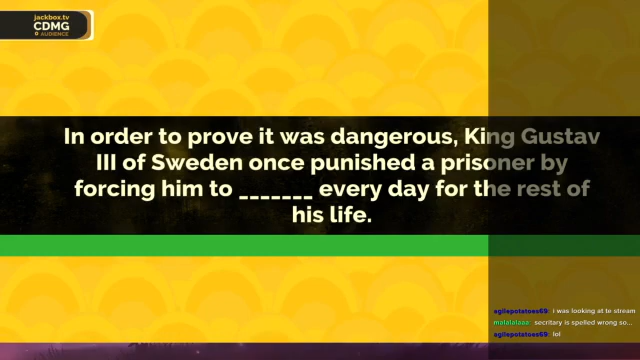 jackbox.tv
CDMG
AUDIENCE
In order to prove it was dangerous, King Gustav
III of Sweden once punished a prisoner by
forcing him to _______ every day for the rest of
his life.
agilepotatoes69: i was looking at te stream
malalalaaa: secritary is spelled wrong so...
agilepotatoes69: lol